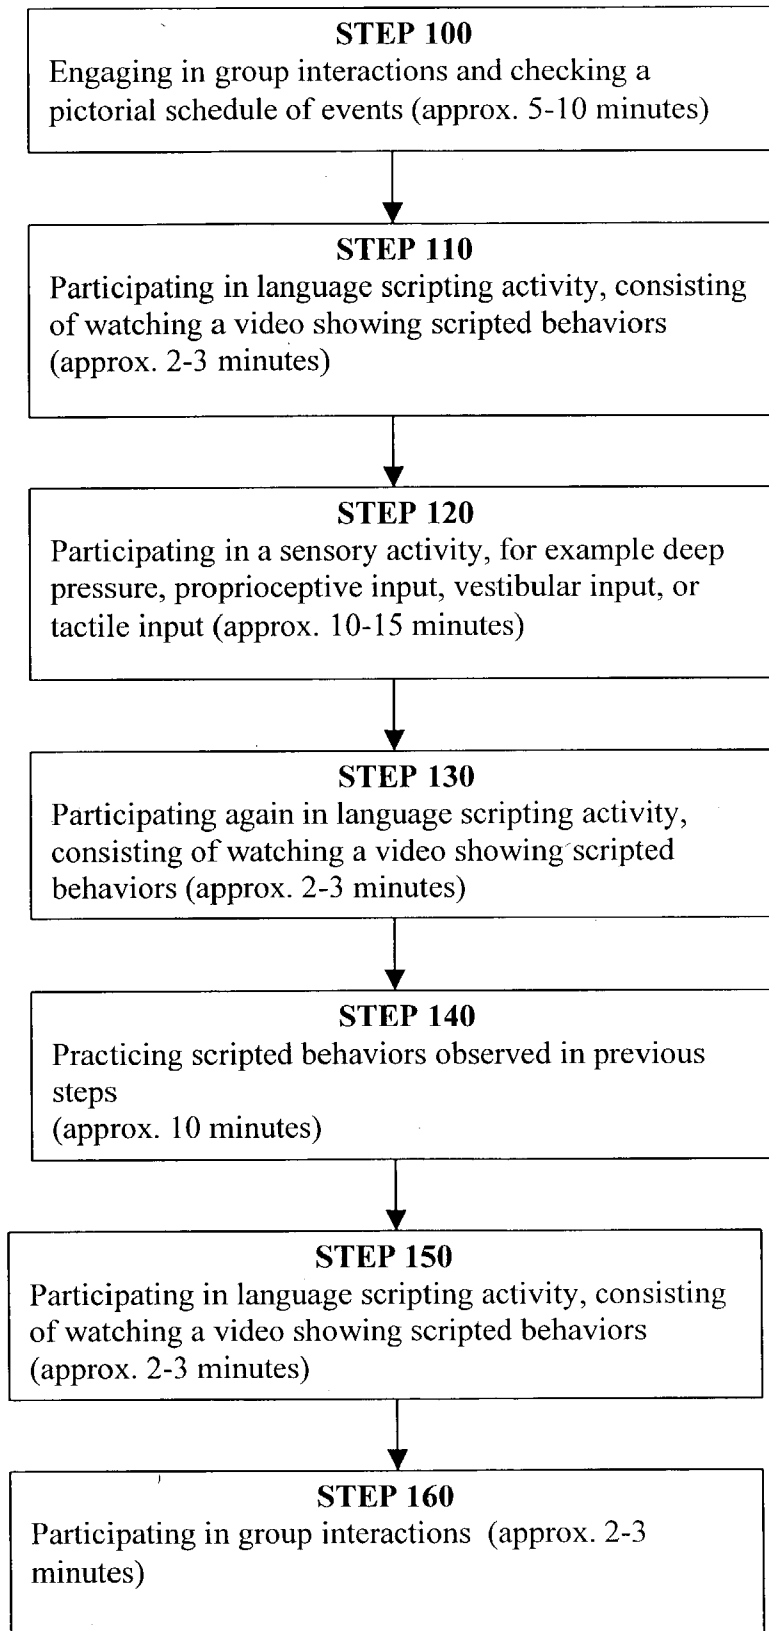 STEP 100
Engaging in group interactions and checking a
pictorial schedule of events (approx. 5-10 minutes)
STEP 110
Participating in language scripting activity, consisting
of watching a video showing scripted behaviors
(approx. 2-3 minutes)
STEP 120
Participating in a sensory activity, for example deep
pressure, proprioceptive input, vestibular input, or
tactile input (approx. 10-15 minutes)
STEP 130
Participating again in language scripting activity,
consisting of watching a video showing scripted
behaviors (approx. 2-3 minutes)
STEP 140
Practicing scripted behaviors observed in previous
steps
(approx. 10 minutes)
STEP 150
Participating in language scripting activity, consisting
of watching a video showing scripted behaviors
(approx. 2-3 minutes)
STEP 160
Participating in group interactions (approx. 2-3
minutes)